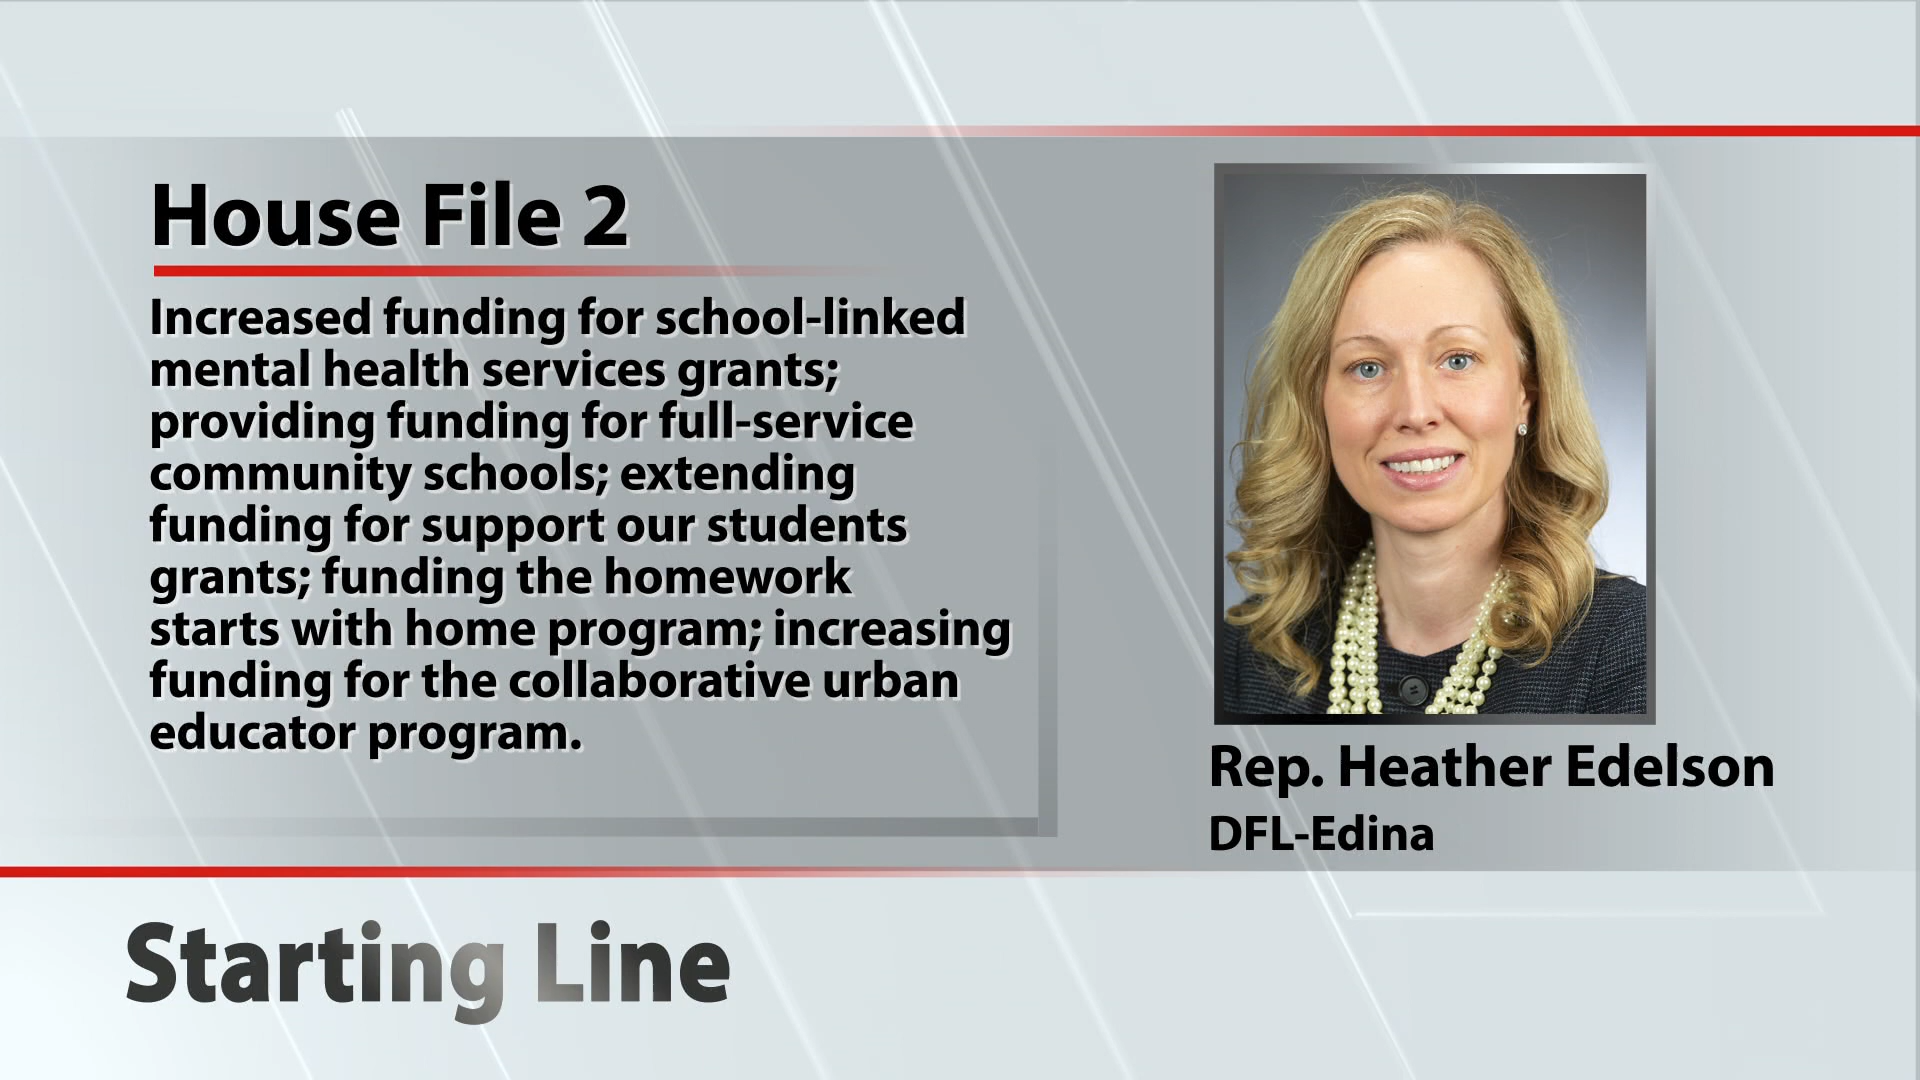 House File 2
Increased funding for school-linked
mental health services grants;
providing funding for full-service
community schools; extending
funding for support our students
grants; funding the homework
starts with home program; increasing
funding for the collaborative urban
educator program.
Rep. Heather Edelson
DFL-Edina
Starting Line